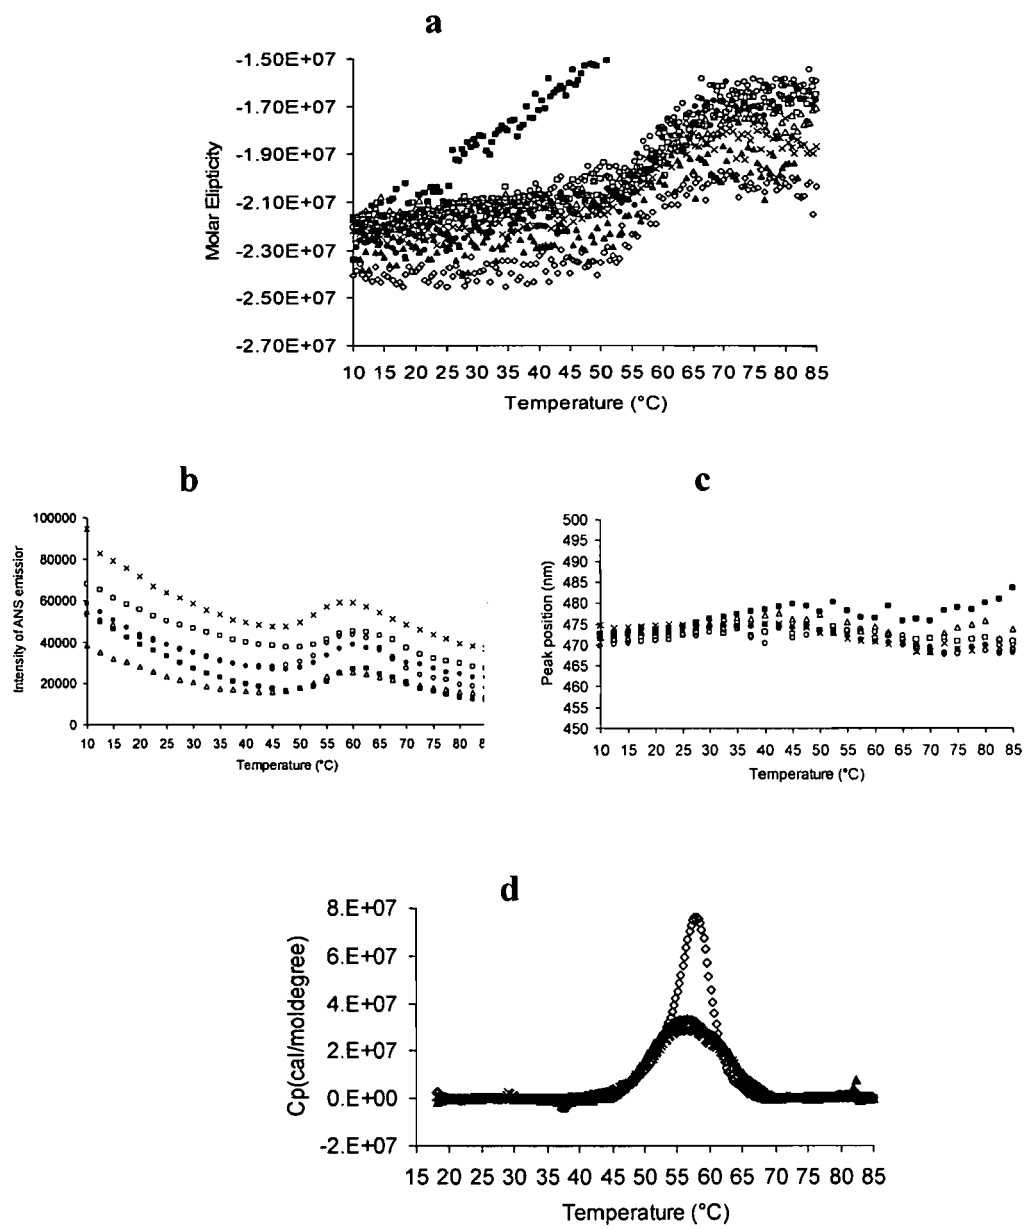 a
-1.50E+07
-1.70E+07
-1.90E+07
-2.10E+07
-2.30E+07
-2.50E+07
-2.70E+07
Molar Elipticity
10 15 20 25 30 35 40 45 50 55 60 65 70 75 80 85
Temperature (°C)
b
100000
80000
60000
40000
20000
0
Intensity of ANS emissior
10 15 20 25 30 35 40 45 50 55 60 65 70 75 80 8
Temperature (°C)
c
500
495
490
485
480
475
470
465
460
455
450
Peak position (nm)
10 15 20 25 30 35 40 45 50 55 60 65 70 75 80 85
Temperature (°C)
d
8.E+07
6.E+07
4.E+07
2.E+07
0.E+00
-2.E+07
Cp(cal/moldegree)
15 20 25 30 35 40 45 50 55 60 65 70 75 80 85
Temperature (°C)